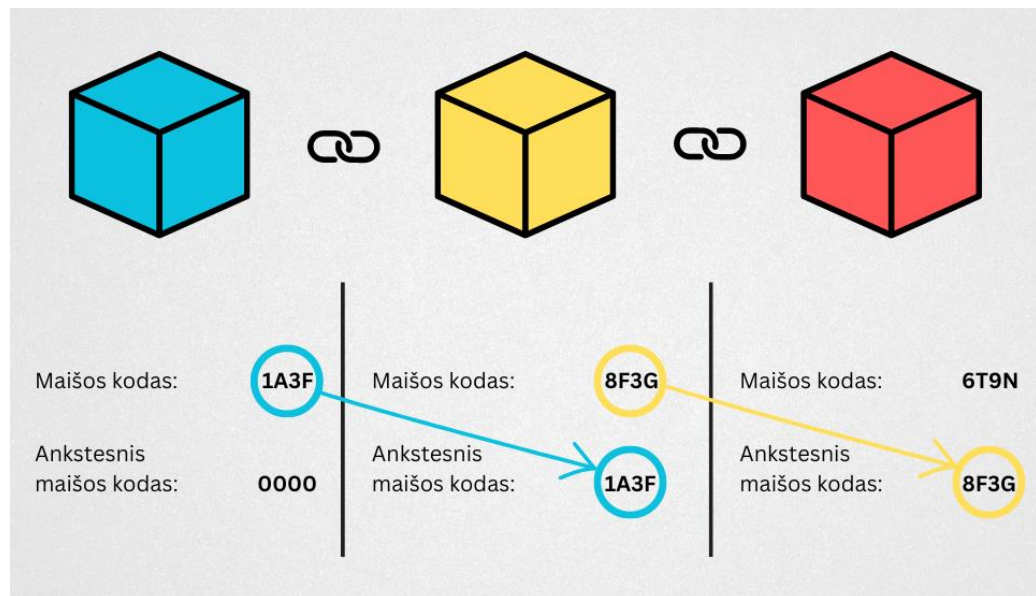 Maišos kodas: 1A3F
Ankstesnis
maišos kodas: 0000
Maišos kodas: 8F3G
Ankstesnis
maišos kodas: 1A3F
Maišos kodas: 6T9N
Ankstesnis
maišos kodas: 8F3G